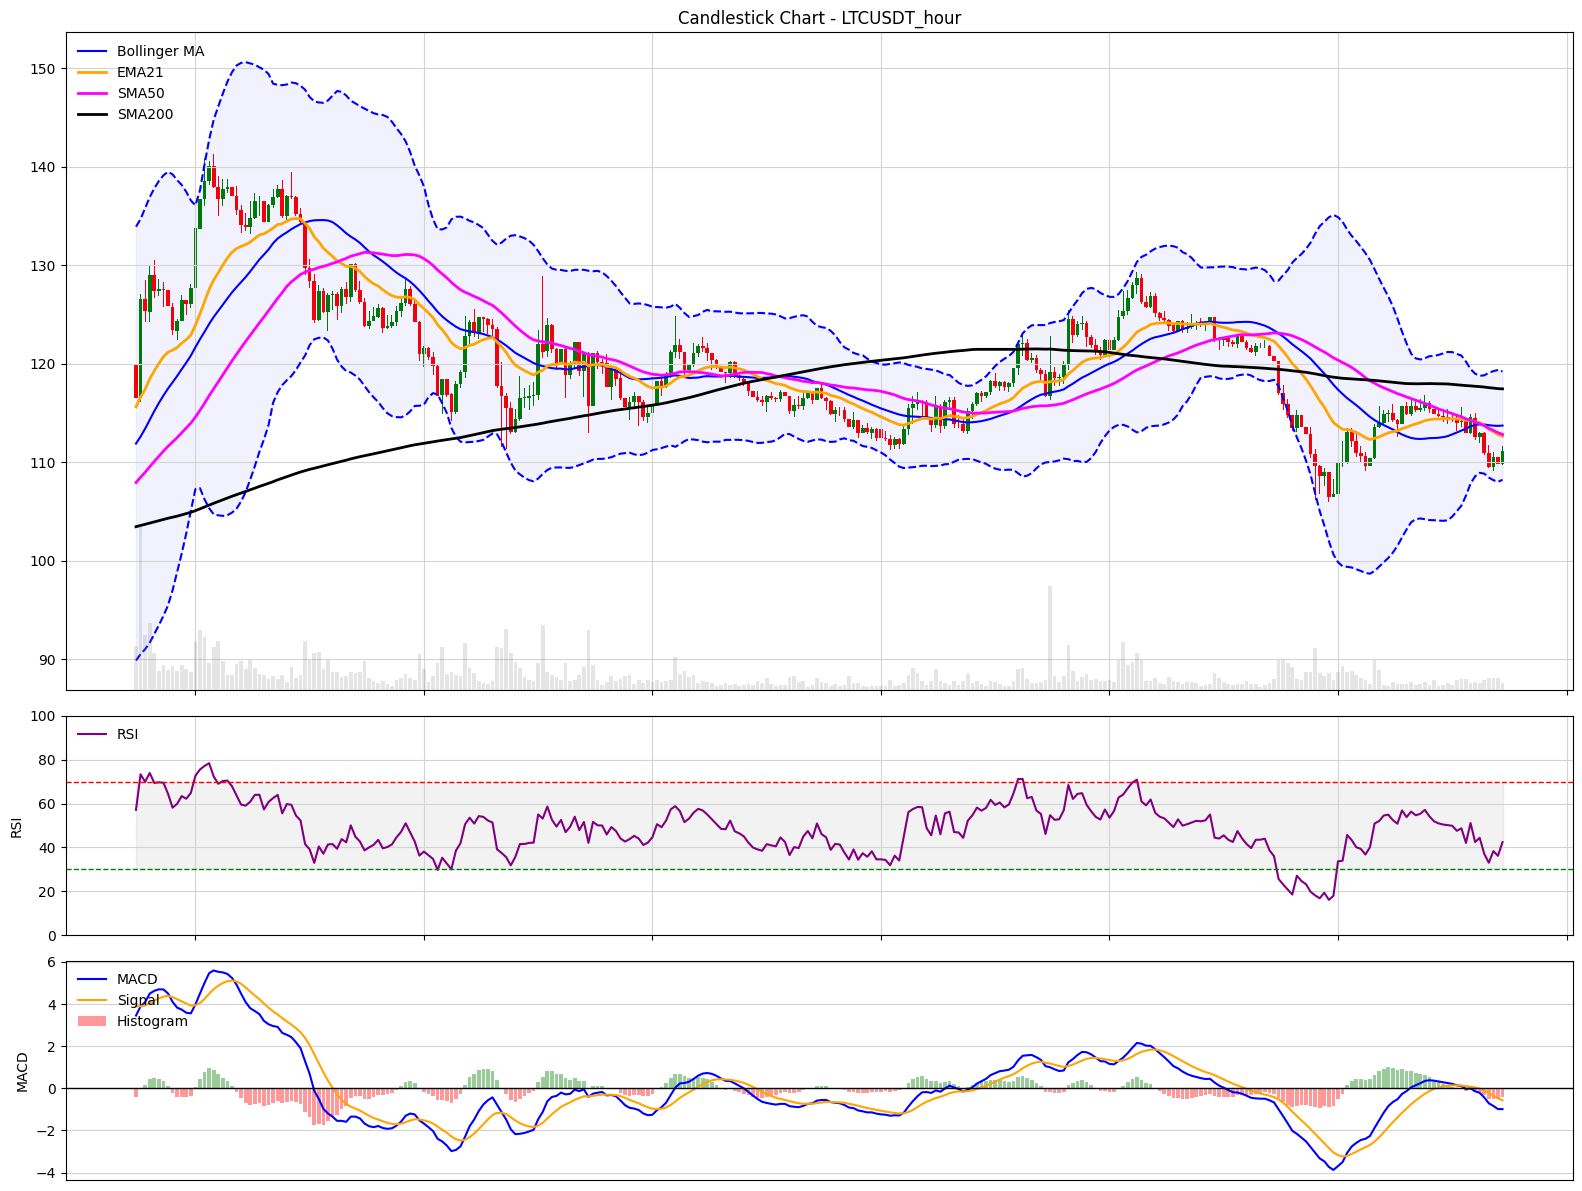 Candlestick Chart - LTCUSDT_hour
Bollinger MA
EMA21
SMA50
SMA200
150
140
130
120
110
100
90
RSI
100
80
60
40
20
0
RSI
MACD
Signal
Histogram
6
4
2
0
−2
−4
MACD